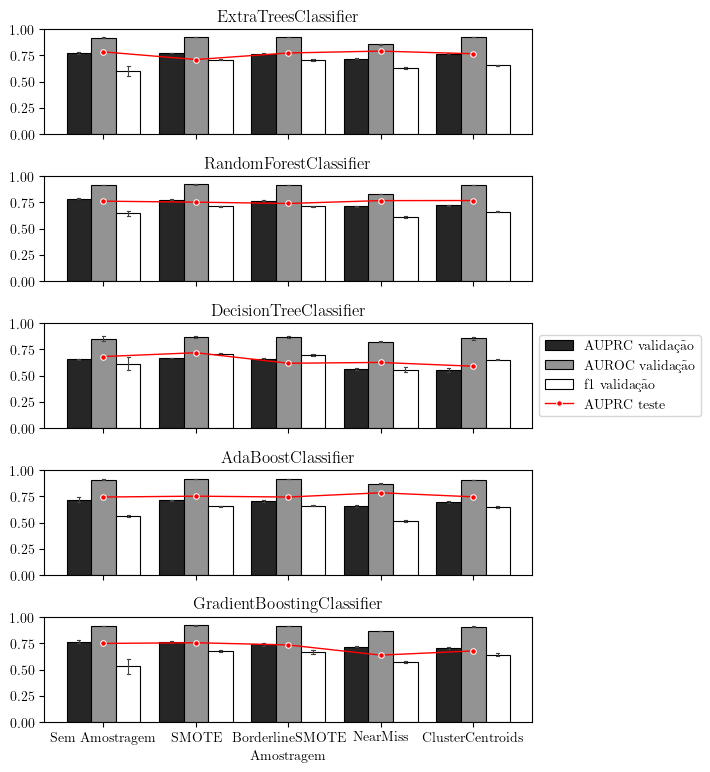 ExtraTreesClassifier
1.00
0.75
0.50
0.25
0.00
RandomForestClassifier
1.00
0.75
0.50
0.25
0.00
DecisionTreeClassifier
1.00
0.75
0.50
0.25
0.00
AUPRC validação
AUROC validação
f1 validação
AUPRC teste
AdaBoostClassifier
1.00
0.75
0.50
0.25
0.00
GradientBoostingClassifier
1.00
0.75
0.50
0.25
0.00
Sem Amostragem SMOTE BorderlineSMOTE NearMiss ClusterCentroids
Amostragem